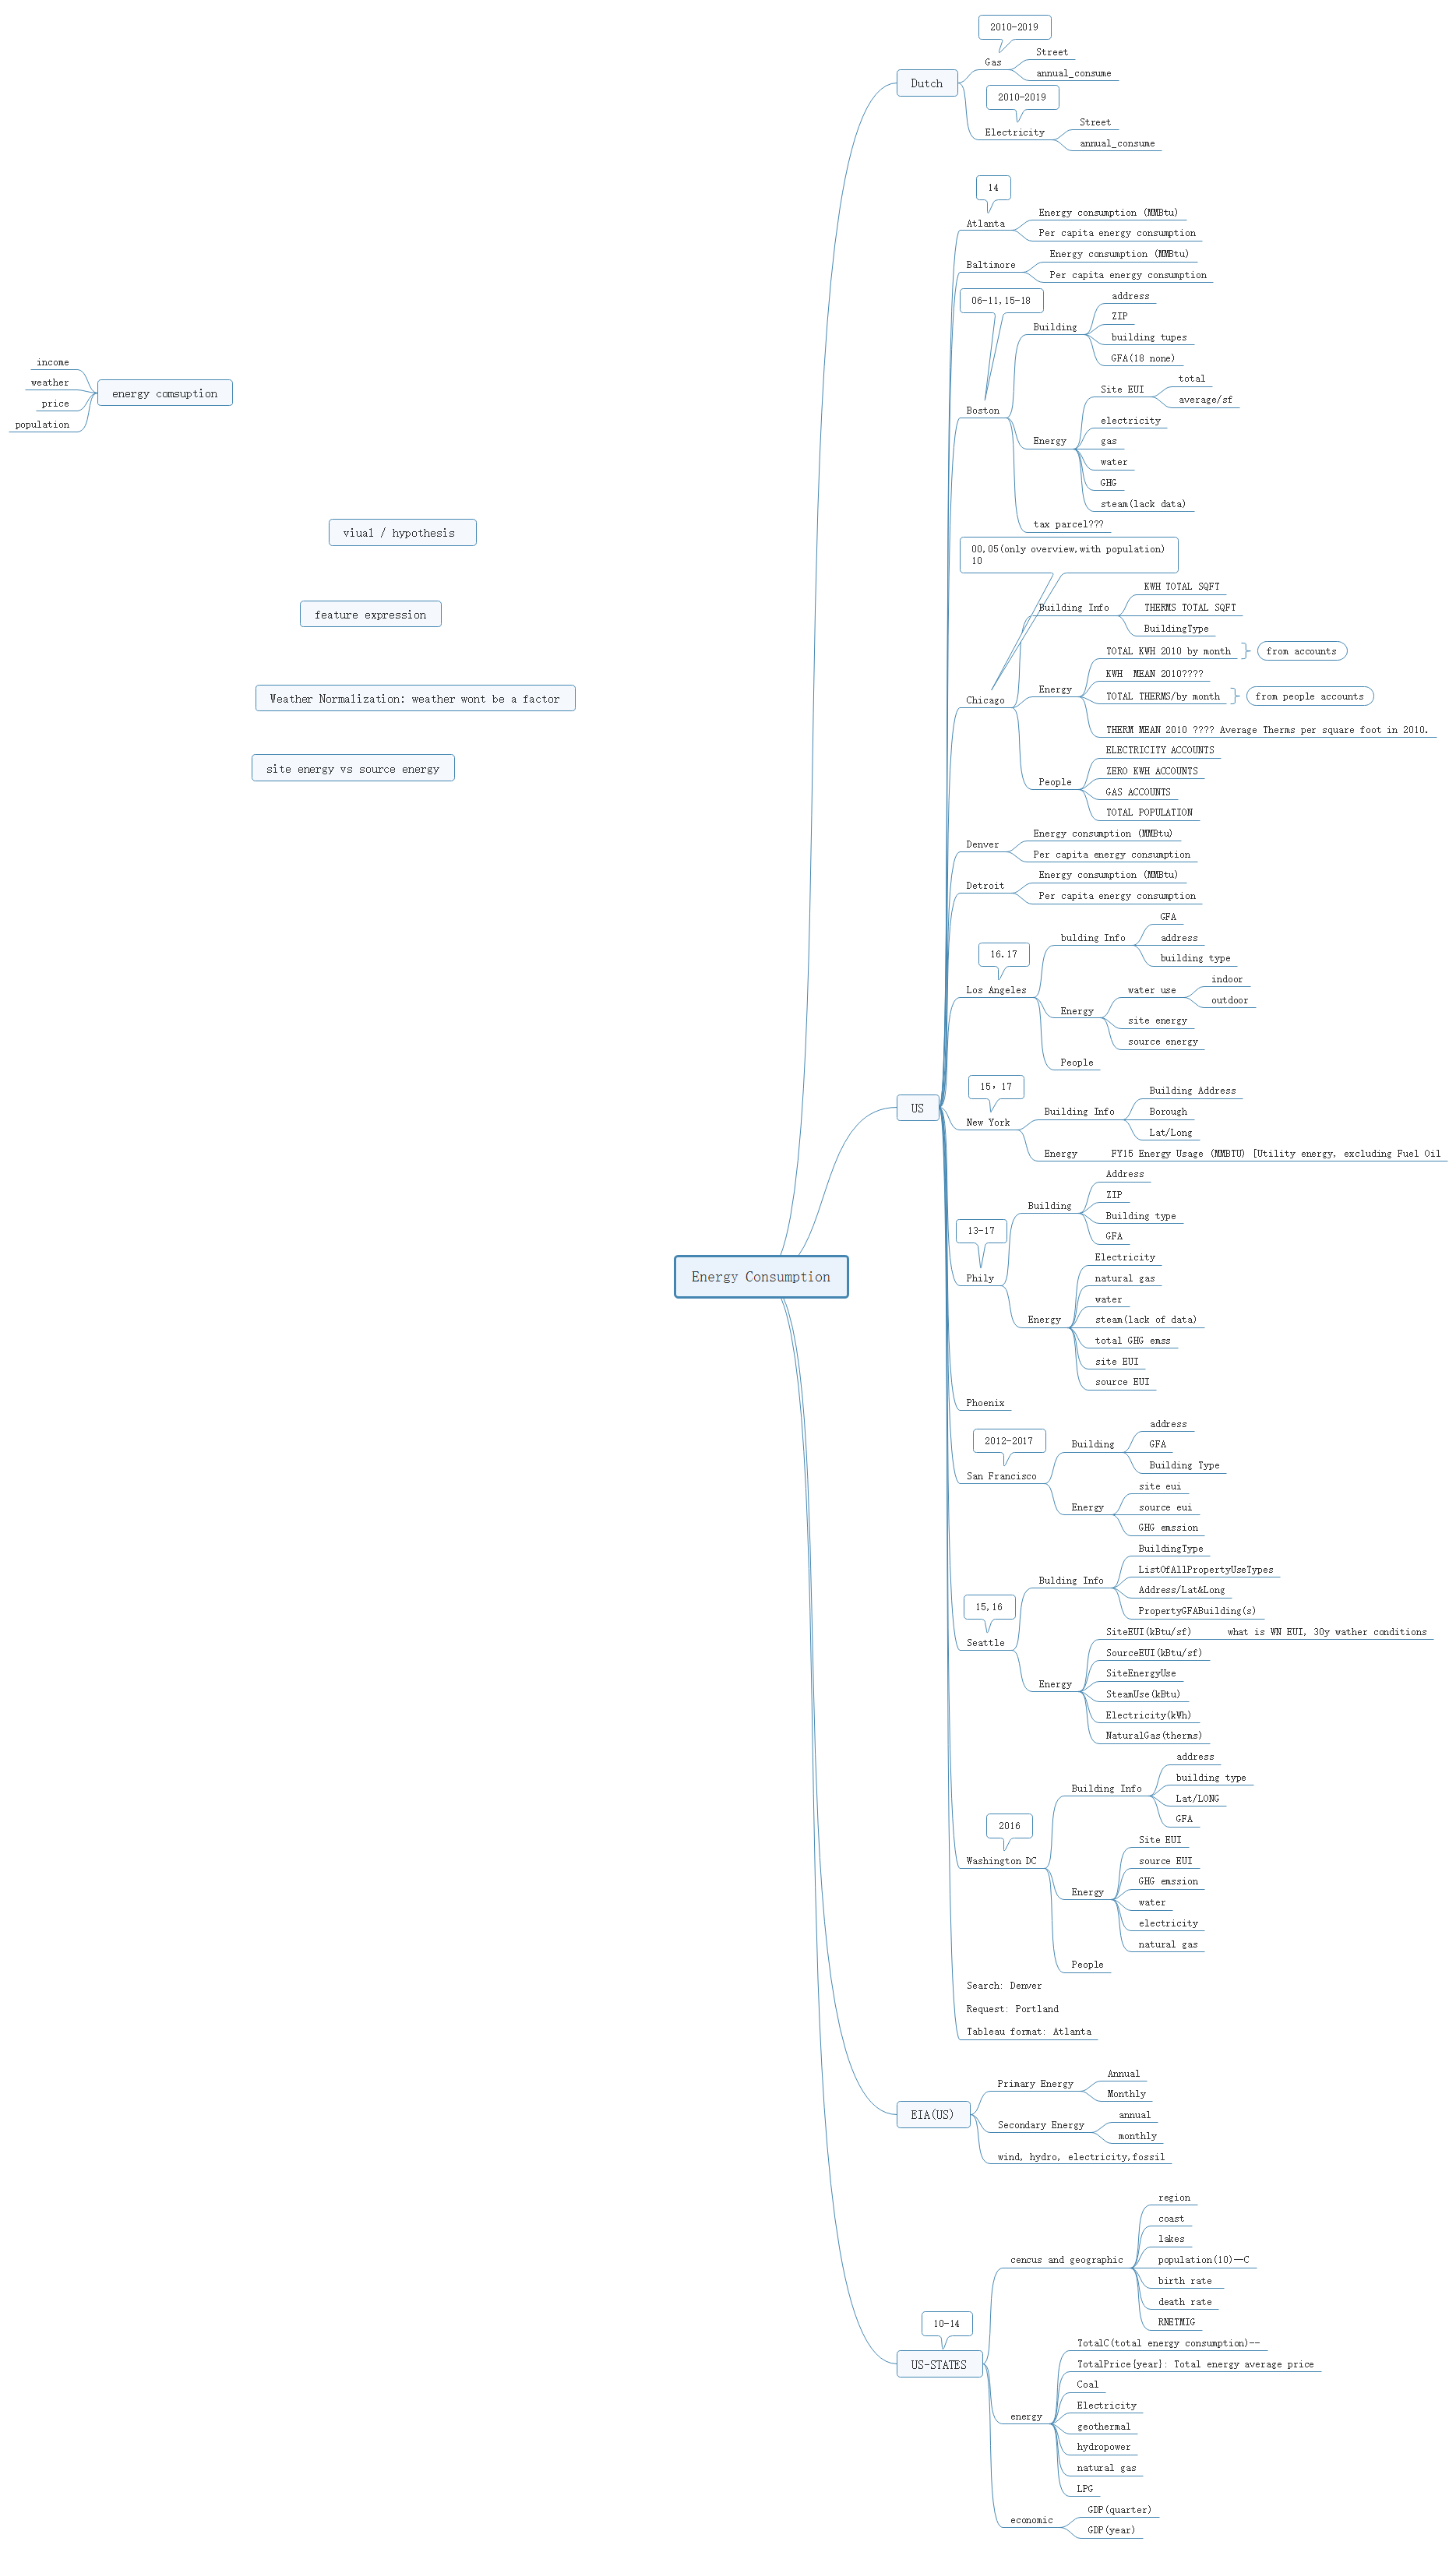 2010-2019
Gas
Street
annual_consume
Dutch
2010-2019
Electricity
Street
annual_consume
14
Atlanta
Energy consumption (MMBtu)
Per capita energy consumption
Baltimore
Energy consumption (MMBtu)
Per capita energy consumption
06-11,15-18
Boston
Building
address
ZIP
building tupes
GFA(18 none)
Energy
Site EUI
total
average/sf
electricity
gas
water
GHG
steam(lack data)
tax parcel???
income
weather
price
population
energy comsuption
viual / hypothesis
feature expression
Weather Normalization: weather wont be a factor
site energy vs source energy
00,05(only overview,with population)
10
Chicago
Building Info
KWH TOTAL SQFT
THERMS TOTAL SQFT
BuildingType
Energy
TOTAL KWH 2010 by month
from accounts
KWH  MEAN 2010????
TOTAL THERMS/by month
from people accounts
THERM MEAN 2010 ???? Average Therms per square foot in 2010.
People
ELECTRICITY ACCOUNTS
ZERO KWH ACCOUNTS
GAS ACCOUNTS
TOTAL POPULATION
Denver
Energy consumption (MMBtu)
Per capita energy consumption
Detroit
Energy consumption (MMBtu)
Per capita energy consumption
16.17
Los Angeles
bulding Info
GFA
address
building type
Energy
water use
indoor
outdoor
site energy
source energy
People
US
15，17
New York
Building Info
Building Address
Borough
Lat/Long
Energy
FY15 Energy Usage (MMBTU) [Utility energy, excluding Fuel Oil
13-17
Phily
Building
Address
ZIP
Building type
GFA
Energy
Electricity
natural gas
water
steam(lack of data)
total GHG emss
site EUI
source EUI
Energy Consumption
Phoenix
2012-2017
San Francisco
Building
address
GFA
Building Type
Energy
site eui
source eui
GHG emssion
15,16
Seattle
Bulding Info
BuildingType
ListOfAllPropertyUseTypes
Address/Lat&Long
PropertyGFABuilding(s)
Energy
SiteEUI(kBtu/sf)
what is WN EUI, 30y wather conditions
SourceEUI(kBtu/sf)
SiteEnergyUse
SteamUse(kBtu)
Electricity(kWh)
NaturalGas(therms)
2016
Washington DC
Building Info
address
building type
Lat/LONG
GFA
Energy
Site EUI
source EUI
GHG emssion
water
electricity
natural gas
People
Search: Denver
Request: Portland
Tableau format: Atlanta
EIA(US)
Primary Energy
Annual
Monthly
Secondary Energy
annual
monthly
wind, hydro, electricity,fossil
10-14
US-STATES
cencus and geographic
region
coast
lakes
population(10)—C
birth rate
death rate
RNETMIG
energy
TotalC(total energy consumption)--
TotalPrice{year}: Total energy average price
Coal
Electricity
geothermal
hydropower
natural gas
LPG
economic
GDP(quarter)
GDP(year)